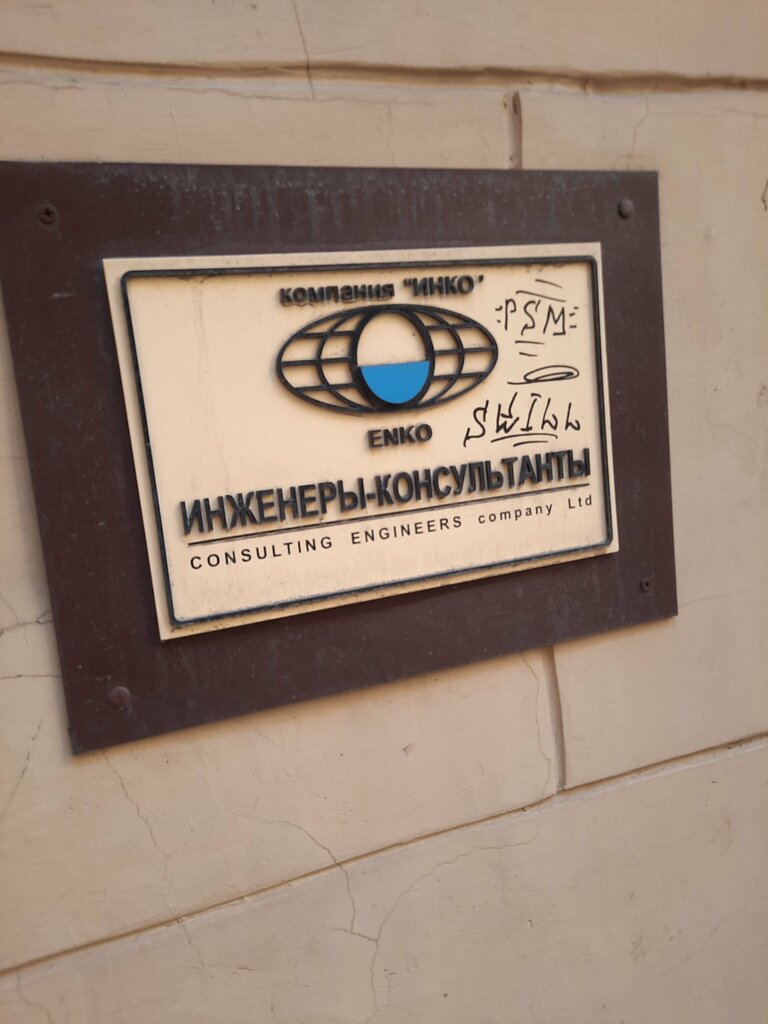 компания "ИНКО"
PSM
SWILL
ENKO
ИНЖЕНЕРЫ-КОНСУЛЬТАНТЫ
CONSULTING ENGINEERS company Ltd